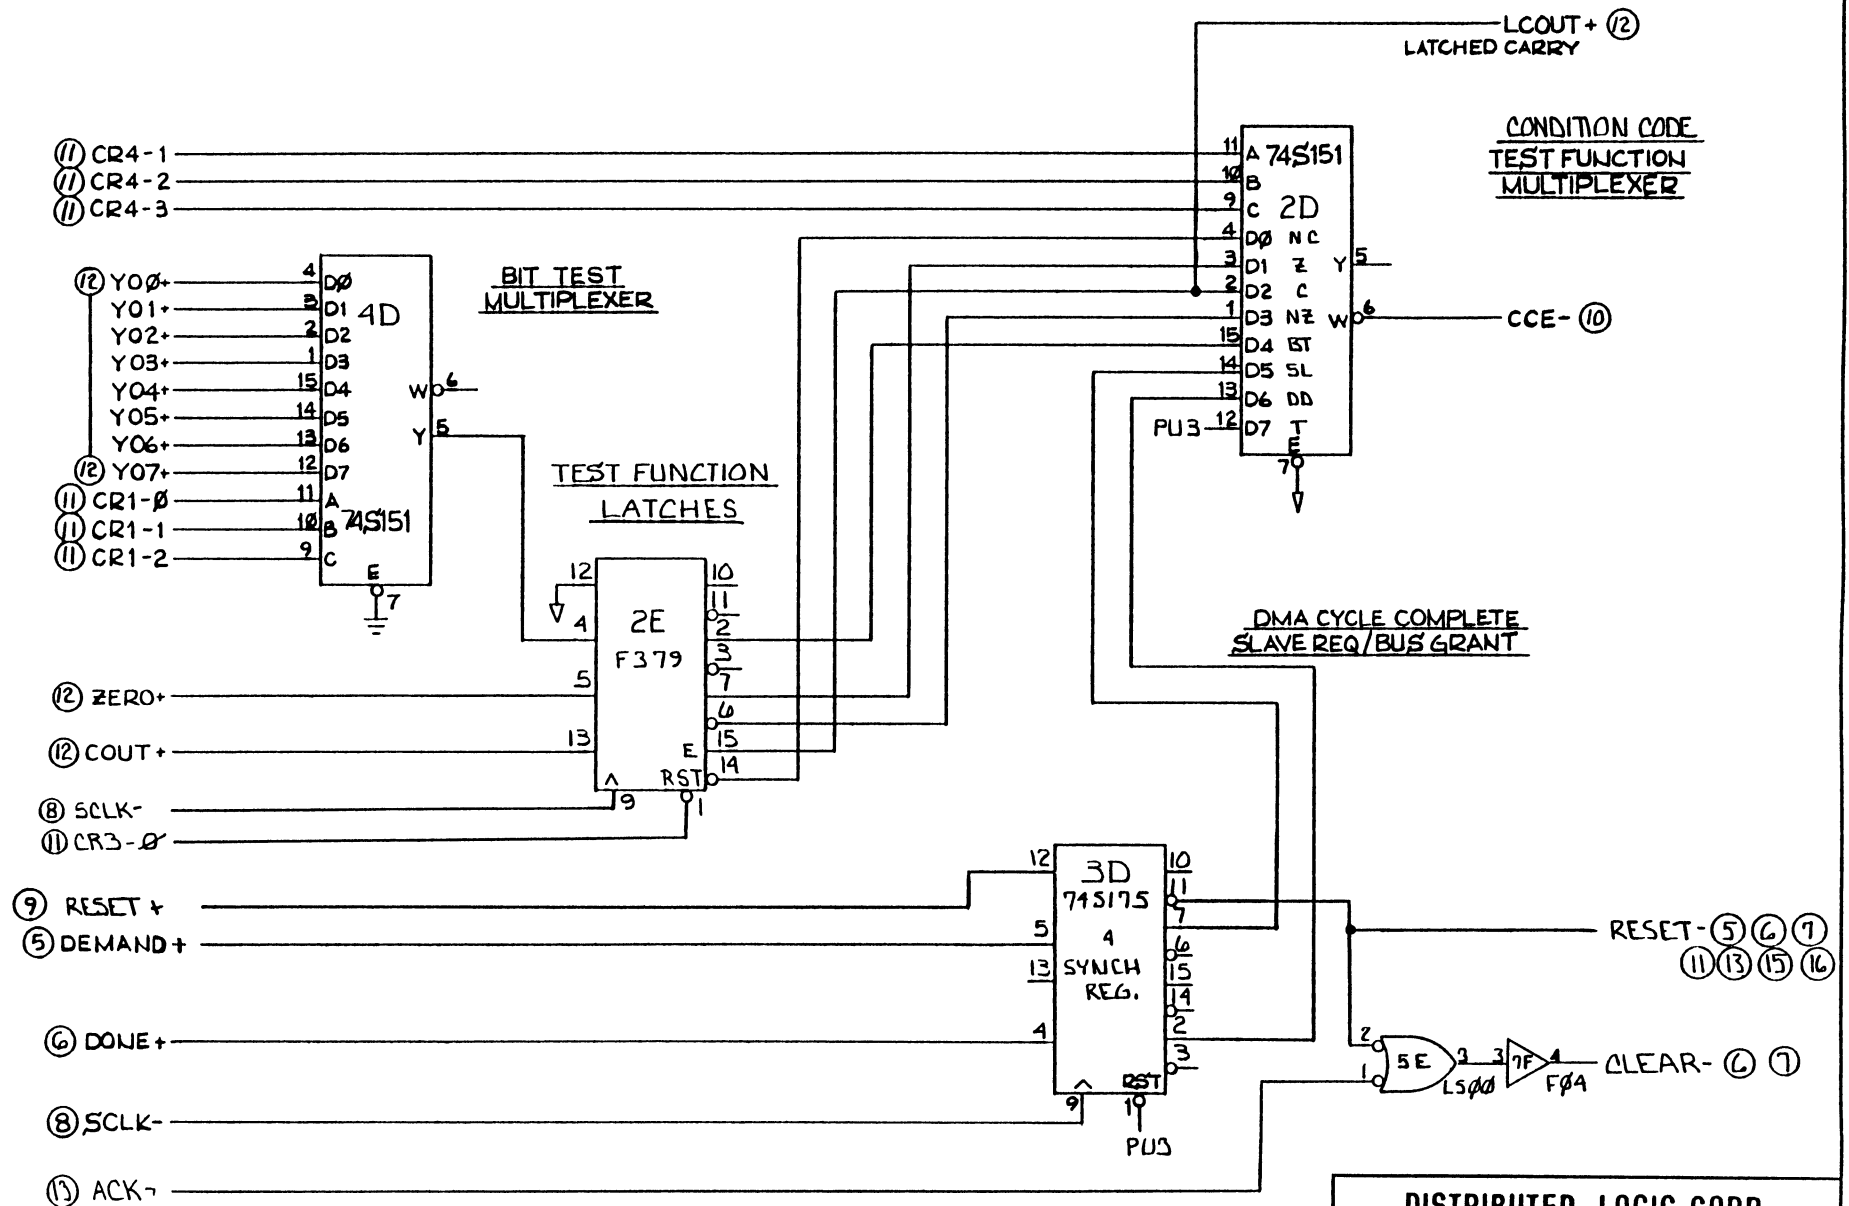 LCOUT+ 12
LATCHED CARRY
CONDITION CODE
TEST FUNCTION
MULTIPLEXER
11 CR4-1
11 CR4-2
11 CR4-3
11 A 74S151
10 B
9 C 2D
4 DØ NC
3 D1 Z Y 5
2 D2 C
1 D3 NZ W 6
15 D4 BT
14 D5 SL
13 D6 DD
PU3 12 D7 T
E
7
CCE- 10
BIT TEST
MULTIPLEXER
12 Y0Ø+ 4 DØ
Y01+ 3 D1 4D
Y02+ 2 D2
Y03+ 1 D3
Y04+ 15 D4 W 6
Y05+ 14 D5
Y06+ 13 D6 Y 5
12 Y07+ 12 D7
11 CR1-Ø 11 A
11 CR1-1 10 B 74S151
11 CR1-2 9 C
E
7
TEST FUNCTION
LATCHES
12 10
11
4 2E 2
F379 3
12 ZERO+ 5 7
6
12 COUT+ 13 E 15
RST 14
8 SCLK- 9 1
11 CR3-Ø
DMA CYCLE COMPLETE
SLAVE REQ/BUS GRANT
12 3D 10
74S175 11
9 RESET+ 7
5 DEMAND+ 5 4 6
13 SYNCH 15
REG. 14
6 DONE+ 4 2
3
RST
8 SCLK- 9 1
PU3
RESET- 5 6 7
11 13 15 16
2 5E 3 3 7F 4 CLEAR- 6 7
1 LSØØ FØ4
13 ACK-
DISTRIBUTED LOGIC CORP